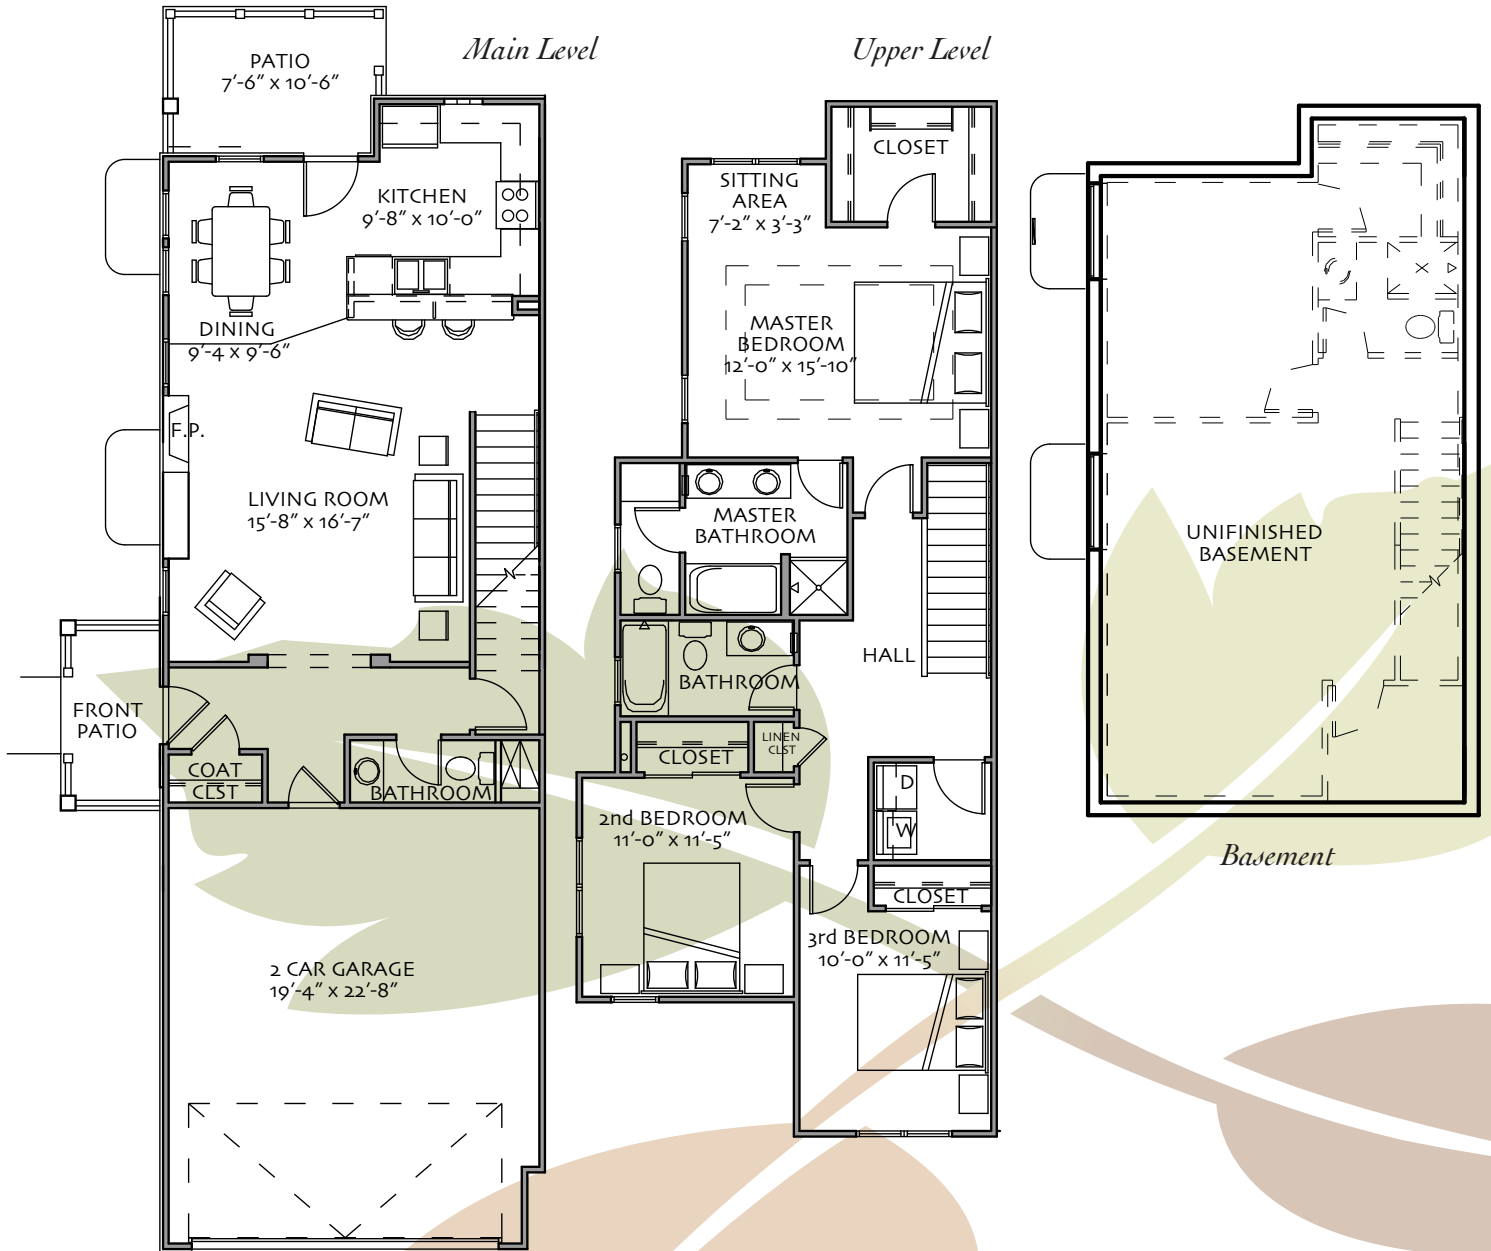 Main Level
PATIO
7'-6" x 10'-6"
KITCHEN
9'-8" x 10'-0"
DINING
9'-4 x 9'-6"
F.P.
LIVING ROOM
15'-8" x 16'-7"
FRONT
PATIO
COAT
CLST
BATHROOM
2 CAR GARAGE
19'-4" x 22'-8"
Upper Level
CLOSET
SITTING
AREA
7'-2" x 3'-3"
MASTER
BEDROOM
12'-0" x 15'-10"
MASTER
BATHROOM
HALL
BATHROOM
LINEN
CLST
CLOSET
D
W
2nd BEDROOM
11'-0" x 11'-5"
CLOSET
3rd BEDROOM
10'-0" x 11'-5"
UNIFINISHED
BASEMENT
Basement